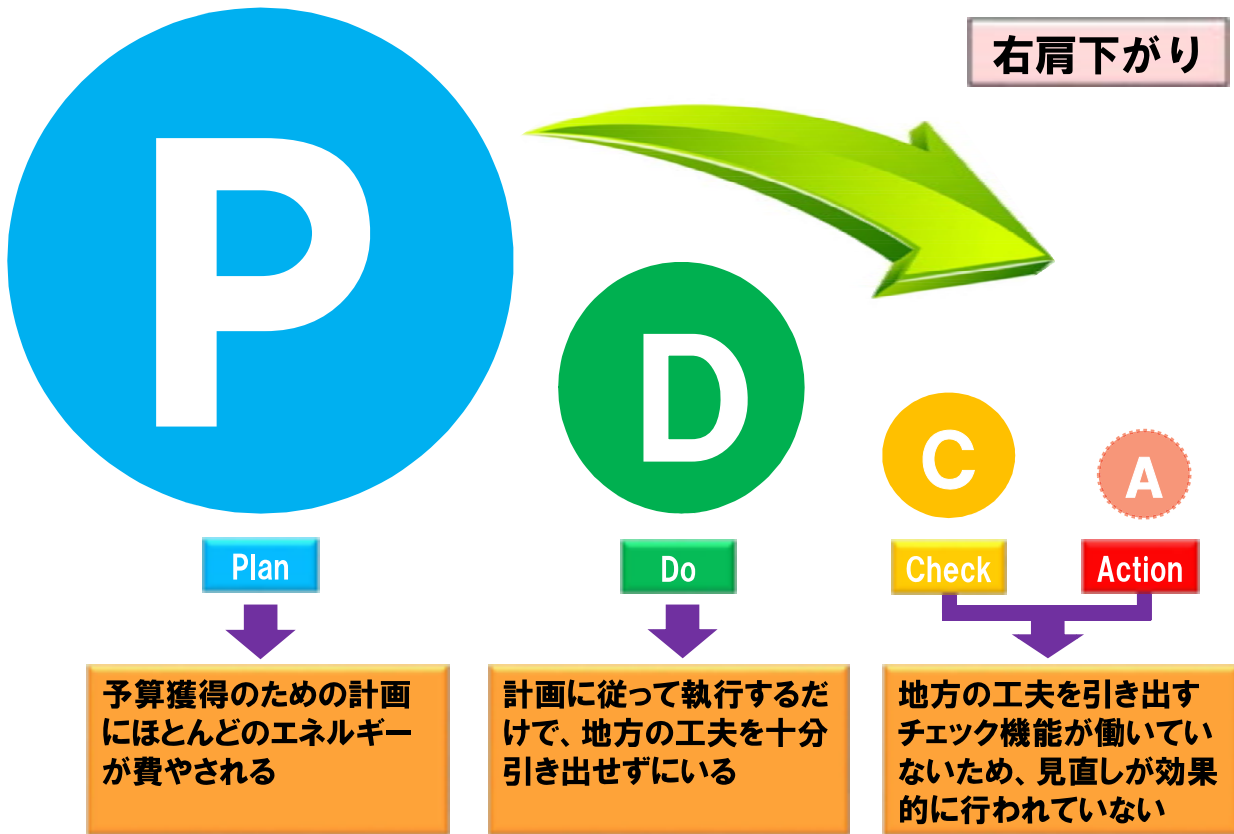 右肩下がり
P
D
C
A
Plan
Do
Check
Action
予算獲得のための計画
にほとんどのエネルギー
が費やされる
計画に従って執行するだ
けで、地方の工夫を十分
引き出せずにいる
地方の工夫を引き出す
チェック機能が働いてい
ないため、見直しが効果
的に行われていない